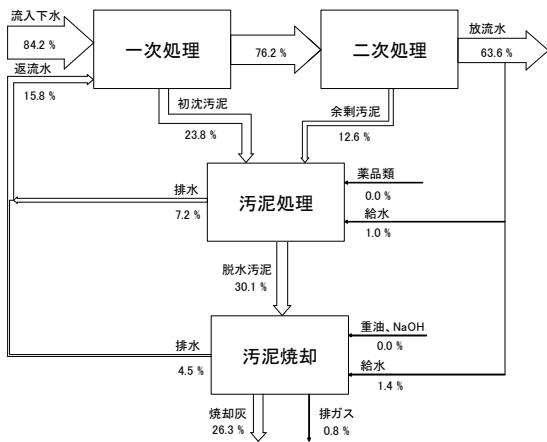 流入下水
84.2 %
一次処理
76.2 %
二次処理
放流水
63.6 %
返流水
15.8 %
初沈汚泥
23.8 %
余剰汚泥
12.6 %
排水
7.2 %
汚泥処理
薬品類
0.0 %
給水
1.0 %
脱水汚泥
30.1 %
排水
4.5 %
汚泥焼却
重油、NaOH
0.0 %
給水
1.4 %
焼却灰
26.3 %
排ガス
0.8 %